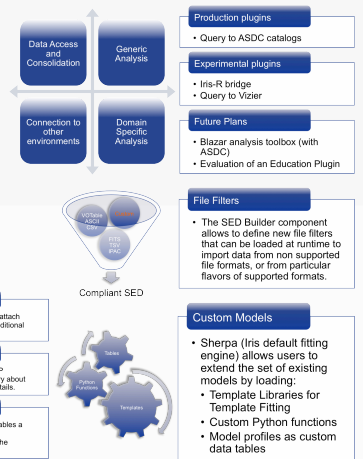 Data Access
and
Consolidation
Generic
Analysis
Connection to
other
environments
Domain
Specific
Analysis
Production plugins
• Query to ASDC catalogs
Experimental plugins
• Iris-R bridge
• Query to Vizier
Future Plans
• Blazar analysis toolbox (with
ASDC)
• Evaluation of an Education Plugin
VOTable
ASCII
CSV
FITS
TSV
IPAC
Compliant SED
File Filters
• The SED Builder component
allows to define new file filters
that can be loaded at runtime to
import data from non supported
file formats, or from particular
flavors of supported formats.
attach
ditional
y about
tails.
ables a
he
Tables
Python
Functions
Templates
Custom Models
• Sherpa (Iris default fitting
engine) allows users to
extend the set of existing
models by loading:
• Template Libraries for
Template Fitting
• Custom Python functions
• Model profiles as custom
data tables